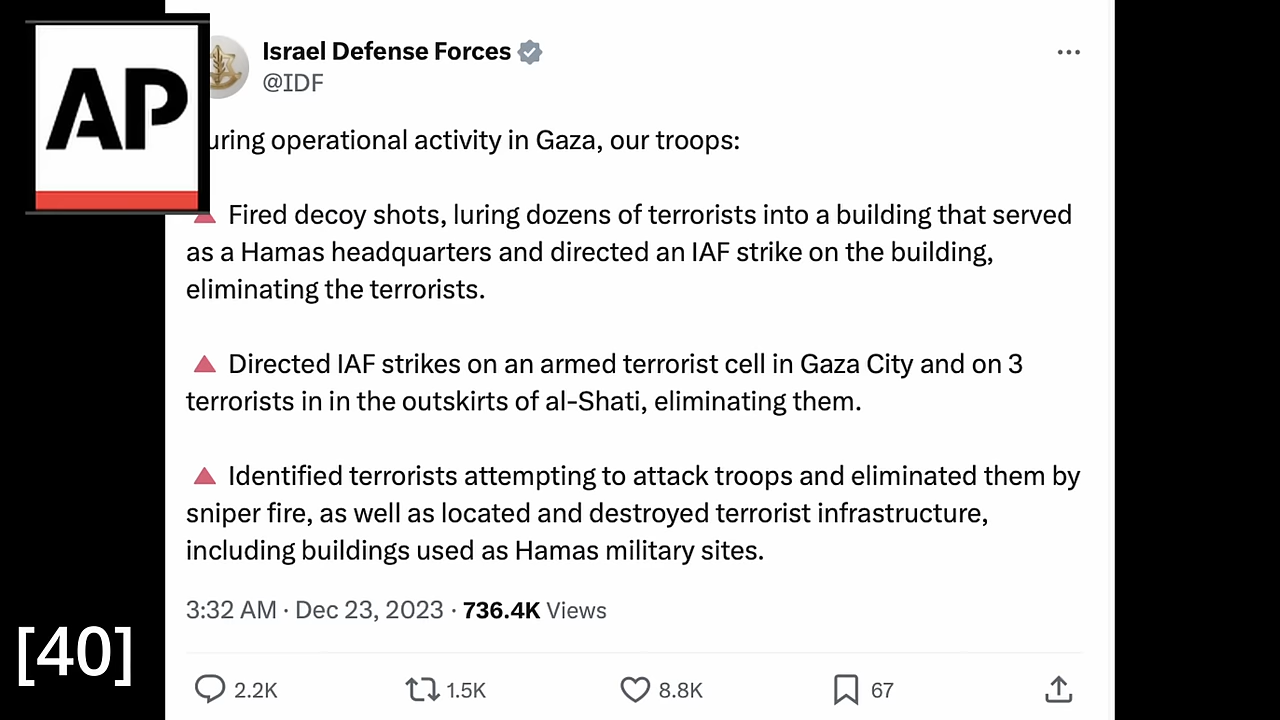 AP
Israel Defense Forces
@IDF
uring operational activity in Gaza, our troops:
Fired decoy shots, luring dozens of terrorists into a building that served
as a Hamas headquarters and directed an IAF strike on the building,
eliminating the terrorists.
Directed IAF strikes on an armed terrorist cell in Gaza City and on 3
terrorists in in the outskirts of al-Shati, eliminating them.
Identified terrorists attempting to attack troops and eliminated them by
sniper fire, as well as located and destroyed terrorist infrastructure,
including buildings used as Hamas military sites.
3:32 AM · Dec 23, 2023 · 736.4K Views
[40]
2.2K 1.5K 8.8K 67